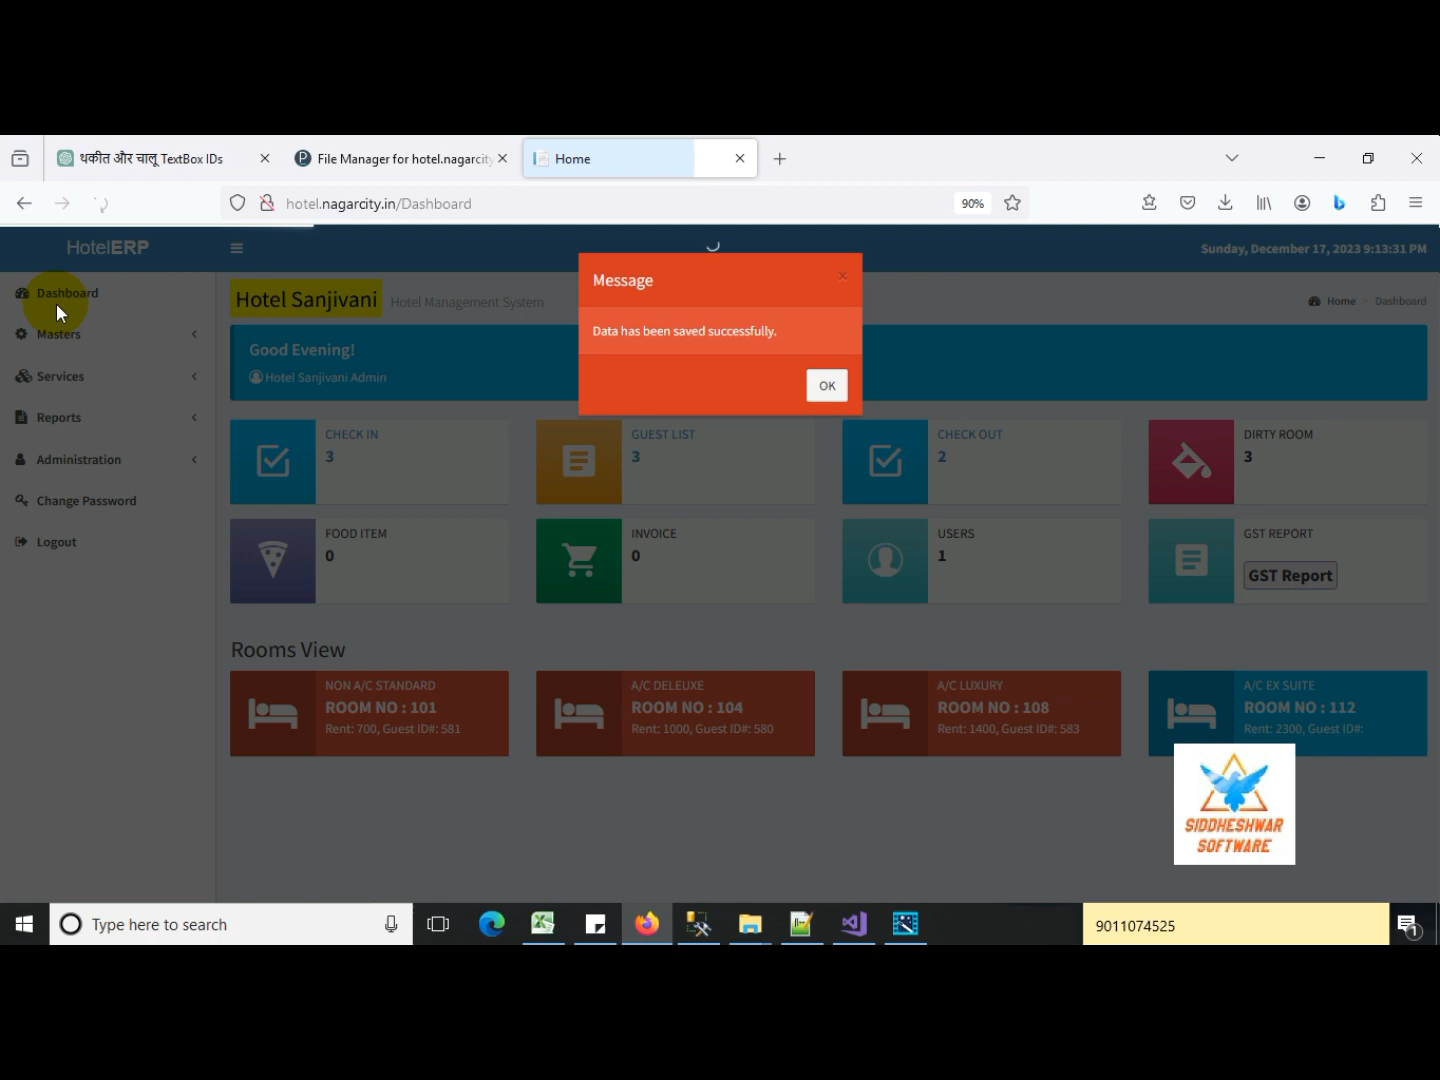 थकीत और चालू TextBox IDs
File Manager for hotel.nagarcity
Home
hotel.nagarcity.in/Dashboard
90%
HotelERP
Sunday, December 17, 2023 9:13:31 PM
Message
Data has been saved successfully.
OK
Dashboard
Masters
Services
Reports
Administration
Change Password
Logout
Hotel Sanjivani Hotel Management System
Home > Dashboard
Good Evening!
Hotel Sanjivani Admin
CHECK IN
3
GUEST LIST
3
CHECK OUT
2
DIRTY ROOM
3
FOOD ITEM
0
INVOICE
0
USERS
1
GST REPORT
GST Report
Rooms View
NON A/C STANDARD
ROOM NO : 101
Rent: 700, Guest ID#: 581
A/C DELEUXE
ROOM NO : 104
Rent: 1000, Guest ID#: 580
A/C LUXURY
ROOM NO : 108
Rent: 1400, Guest ID#: 583
A/C EX SUITE
ROOM NO : 112
Rent: 2300, Guest ID#:
SIDDHESHWAR
SOFTWARE
Type here to search
9011074525
1